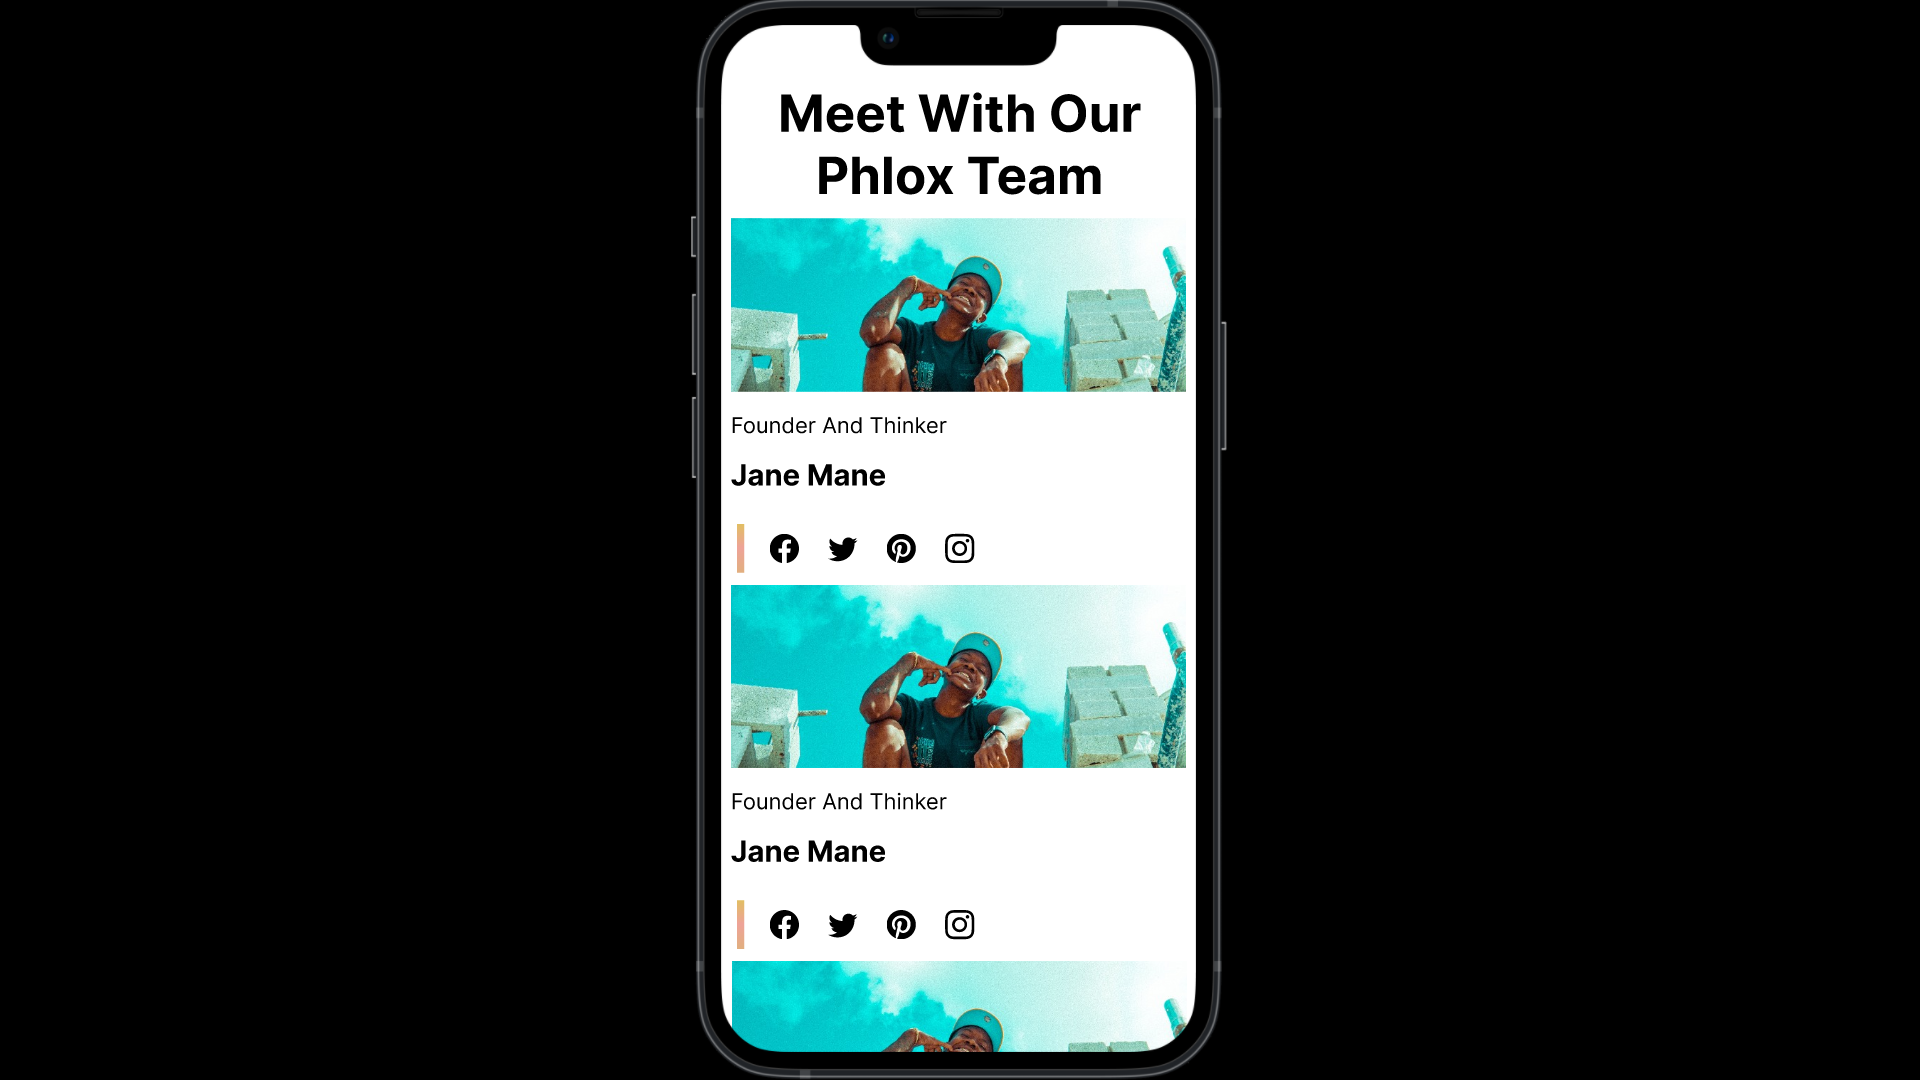 Meet With Our
Phlox Team
Founder And Thinker
Jane Mane
Founder And Thinker
Jane Mane